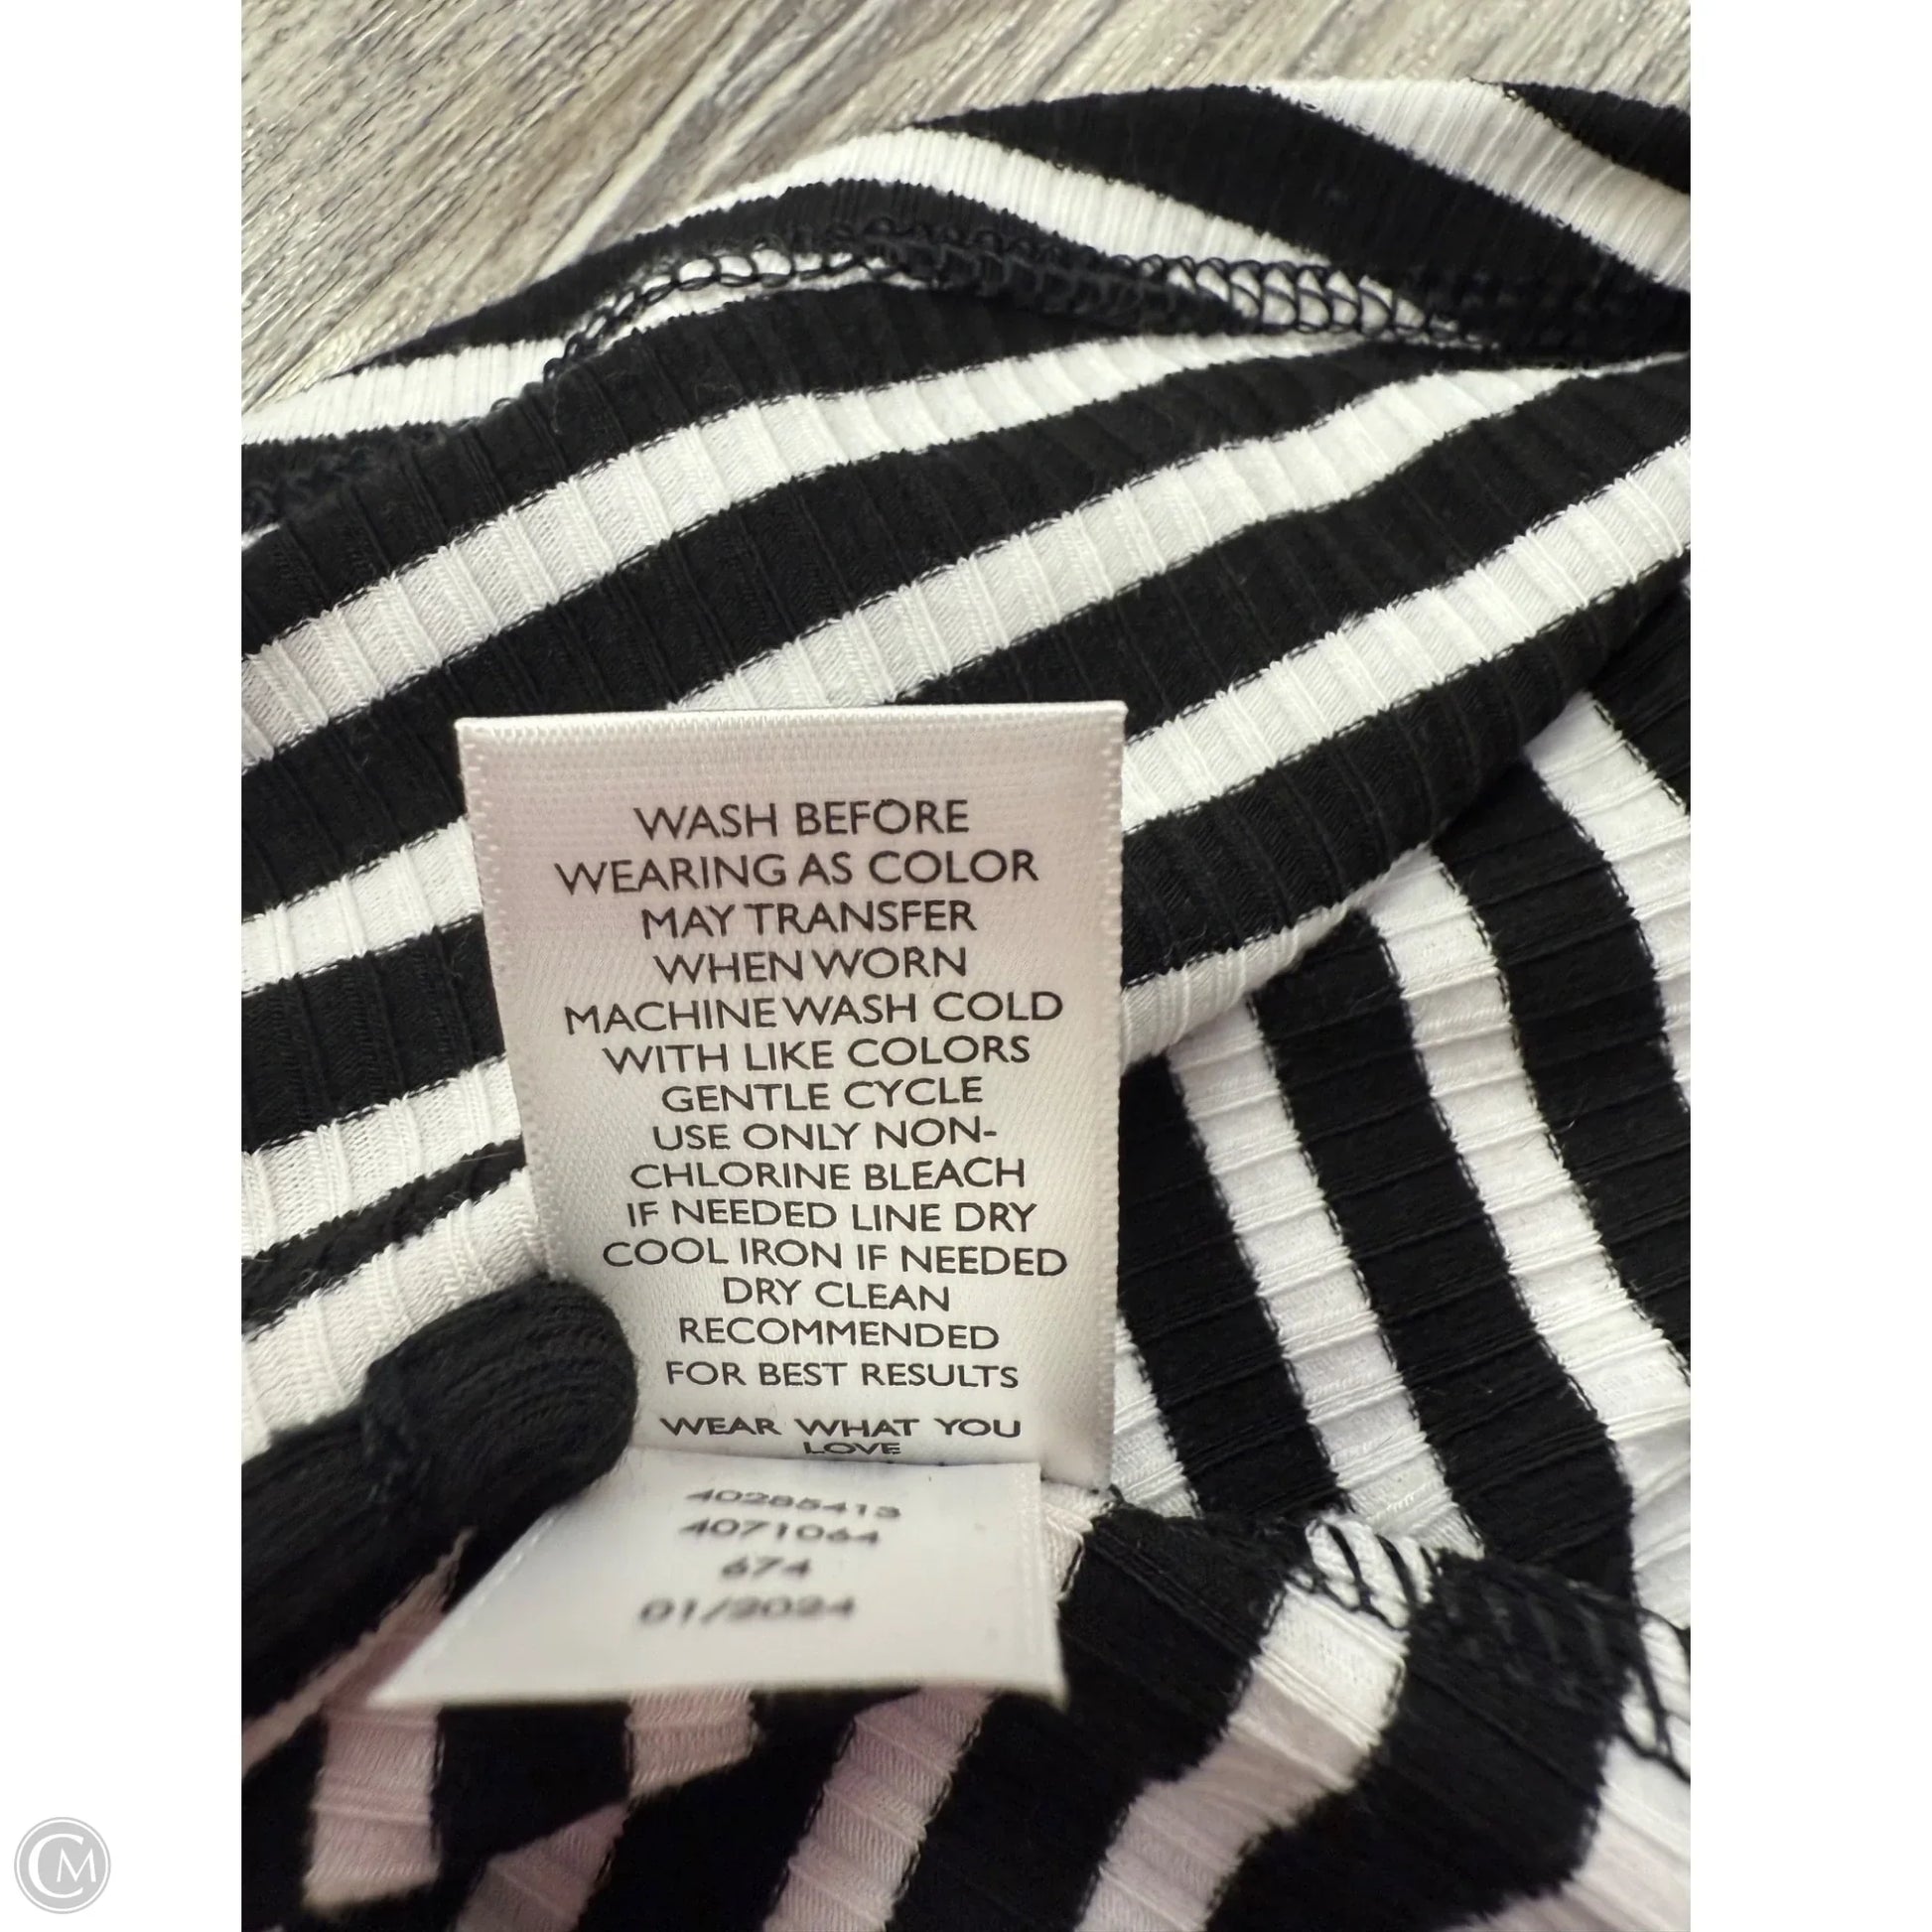 WASH BEFORE
WEARING AS COLOR
MAY TRANSFER
WHEN WORN
MACHINE WASH COLD
WITH LIKE COLORS
GENTLE CYCLE
USE ONLY NON-
CHLORINE BLEACH
IF NEEDED LINE DRY
COOL IRON IF NEEDED
DRY CLEAN
RECOMMENDED
FOR BEST RESULTS
WEAR WHAT YOU
LOVE
40285413
4071064
674
01/2024
CM